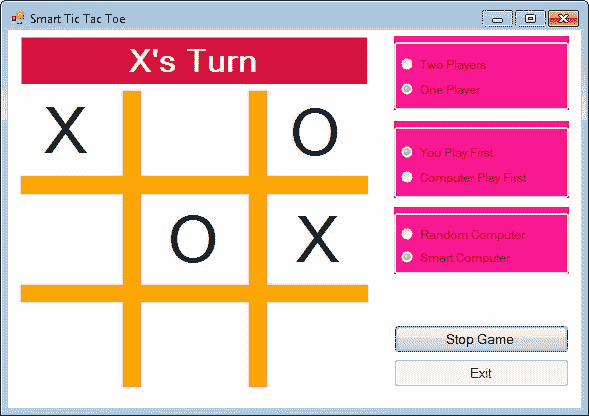 Smart Tic Tac Toe
X's Turn
X O
O X
Two Players
One Player
You Play First
Computer Play First
Random Computer
Smart Computer
Stop Game
Exit